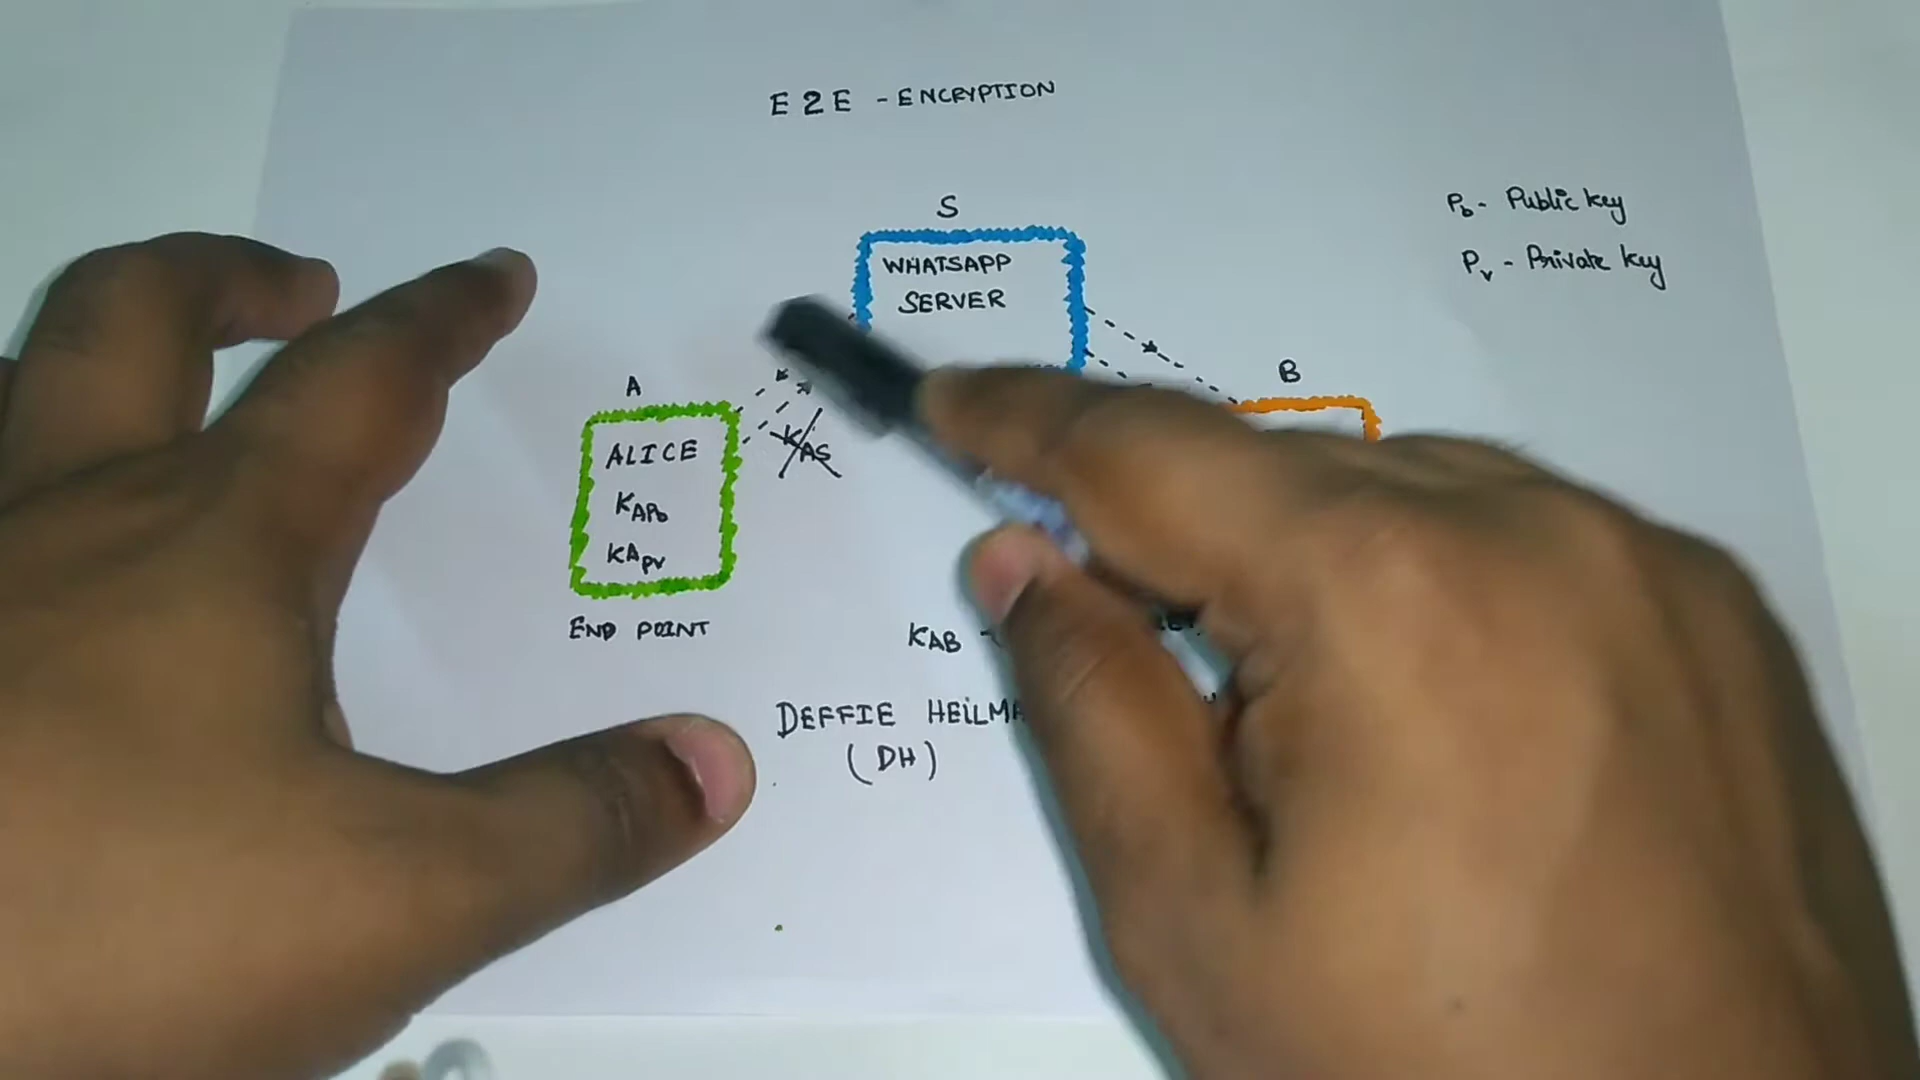 E2E - ENCRYPTION
S
Pb - Public key
Pv - Private key
WHATSAPP
SERVER
A
B
ALICE
KAPb
KAPv
KAS
END POINT
KAB
DEFFIE
(DH)